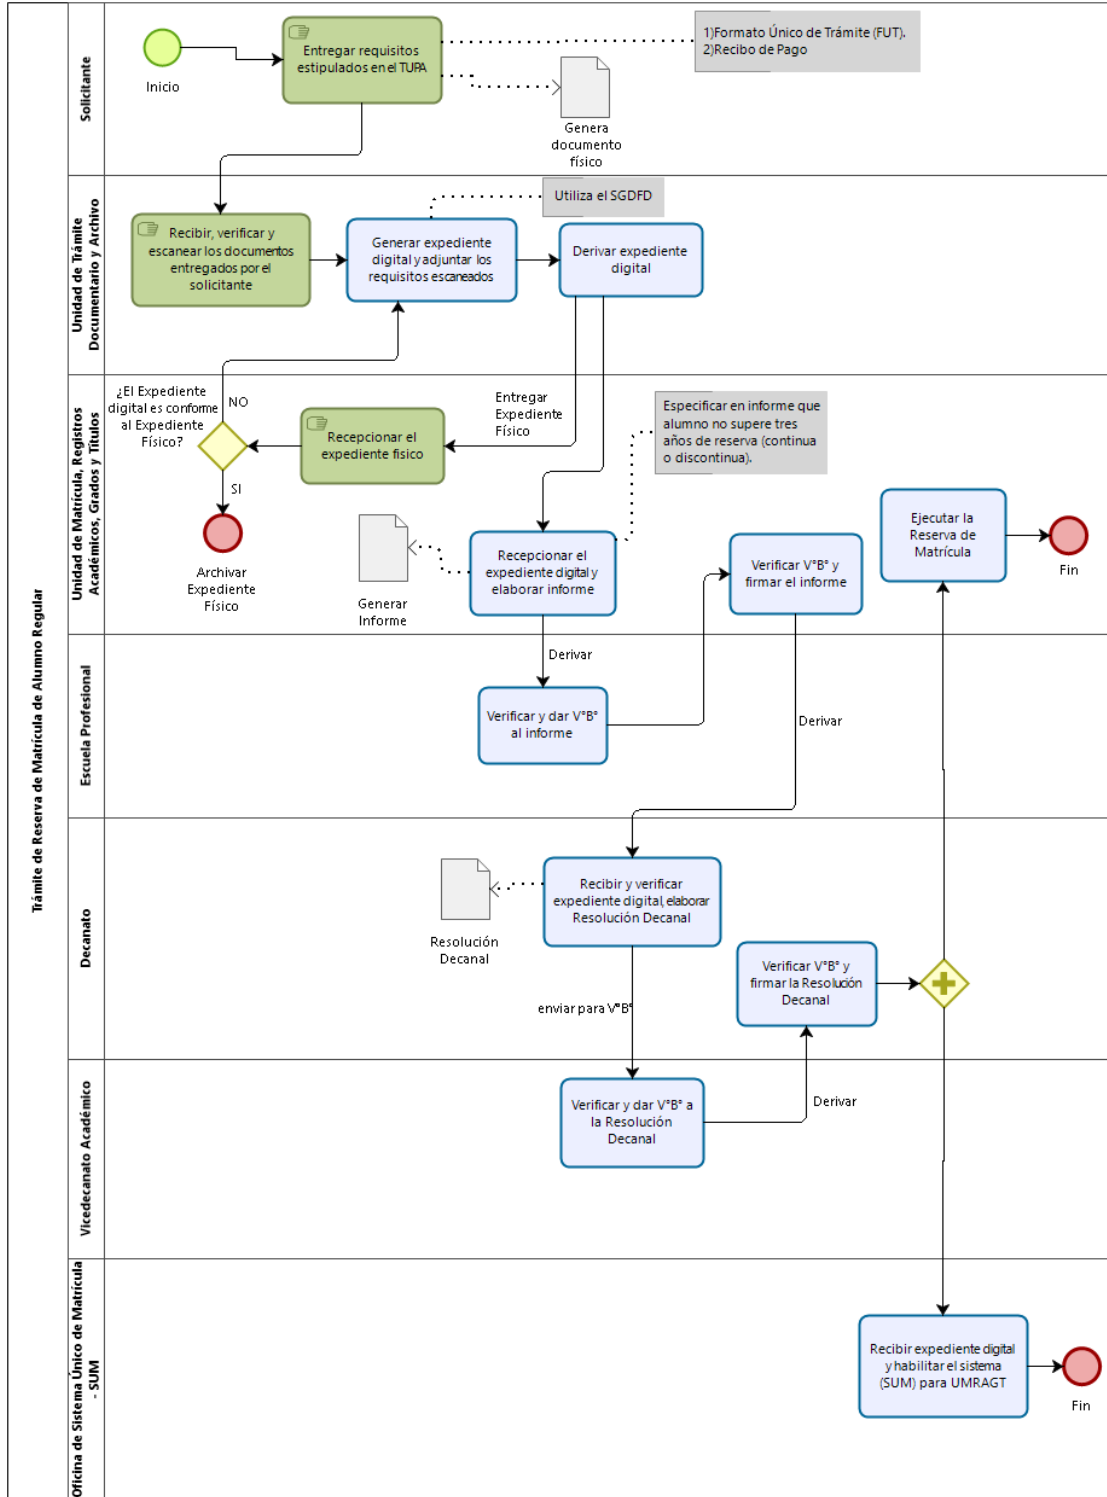 Trámite de Reserva de Matrícula de Alumno Regular
Solicitante
Inicio
Entregar requisitos
estipulados en el TUPA
1)Formato Único de Trámite (FUT).
2)Recibo de Pago
Genera
documento
físico
Unidad de Trámite
Documentario y Archivo
Utiliza el SGDFD
Recibir, verificar y
escanear los documentos
entregados por el
solicitante
Generar expediente
digital y adjuntar los
requisitos escaneados
Derivar expediente
digital
Unidad de Matrícula, Registros
Académicos, Grados y Títulos
¿El Expediente
digital es conforme
al Expediente
Físico?
NO
SI
Recepcionar el
expediente fisico
Entregar
Expediente
Físico
Especificar en informe que
alumno no supere tres
años de reserva (continua
o discontinua).
Archivar
Expediente
Físico
Generar
Informe
Recepcionar el
expediente digital y
elaborar informe
Verificar V°B° y
firmar el informe
Ejecutar la
Reserva de
Matrícula
Fin
Escuela Profesional
Derivar
Verificar y dar V°B°
al informe
Derivar
Decanato
Resolución
Decanal
Recibir y verificar
expediente digital, elaborar
Resolución Decanal
Verificar V°B° y
firmar la Resolución
Decanal
enviar para V°B°
Vicedecanato Académico
Verificar y dar V°B° a
la Resolución
Decanal
Derivar
Oficina de Sistema Único de Matrícula
- SUM
Recibir expediente digital
y habilitar el sistema
(SUM) para UMRAGT
Fin